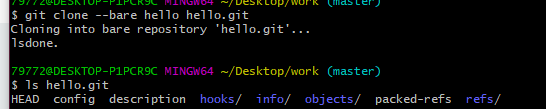 79772@DESKTOP-P1PCR9C MINGW64 ~/Desktop/work (master)
$ git clone --bare hello hello.git
Cloning into bare repository 'hello.git'...
lsdone.
79772@DESKTOP-P1PCR9C MINGW64 ~/Desktop/work (master)
$ ls hello.git
HEAD config description hooks/ info/ objects/ packed-refs refs/